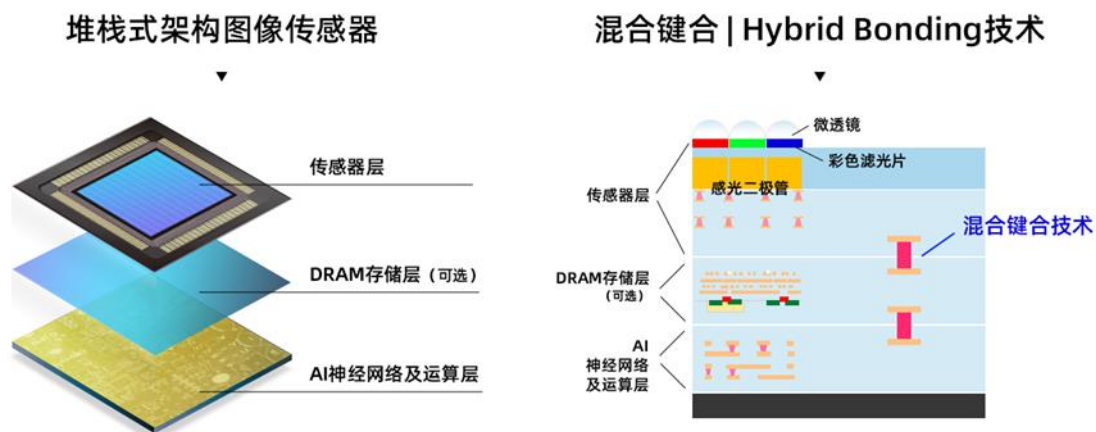 堆栈式架构图像传感器
▼
传感器层
DRAM存储层（可选）
AI神经网络及运算层
混合键合 | Hybrid Bonding技术
▼
微透镜
彩色滤光片
感光二极管
传感器层
混合键合技术
DRAM存储层
（可选）
AI
神经网络
及运算层